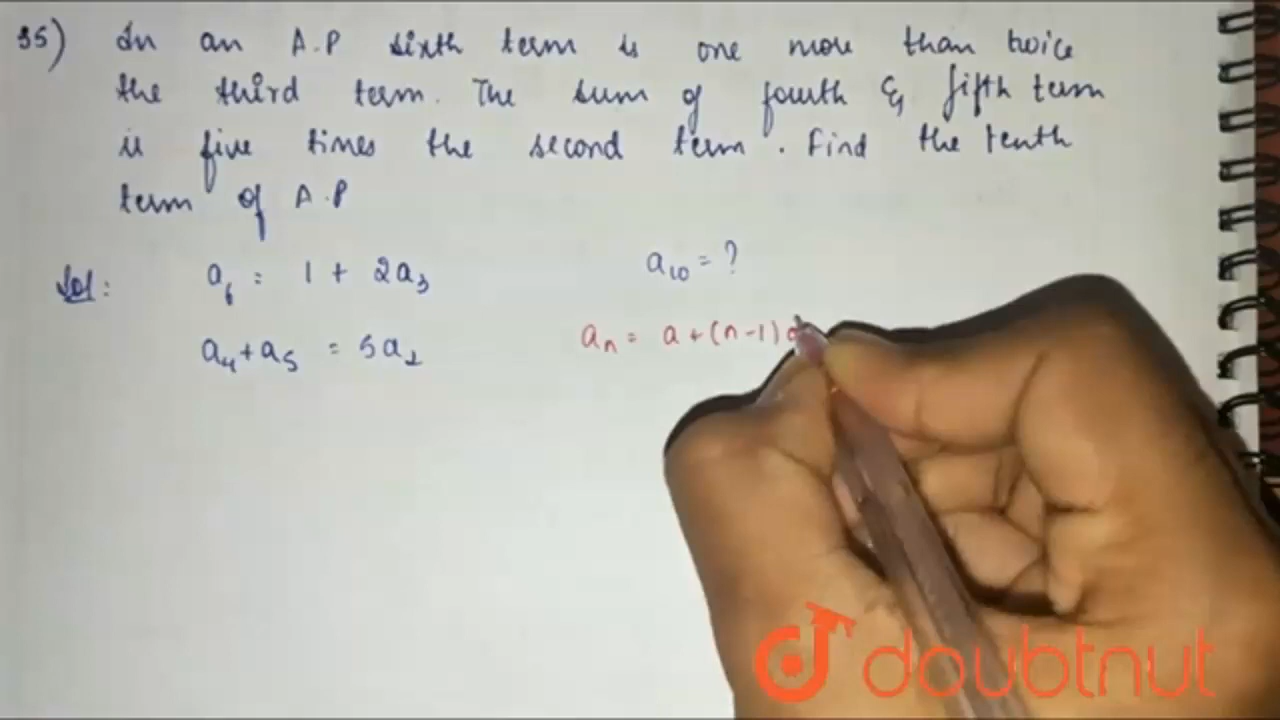 35) In an A.P sixth term is one more than twice
the third term. The sum of fourth & fifth term
is five times the second term. Find the tenth
term of A.P
Sol: a₆ = 1 + 2a₃
a₁₀ = ?
a₄+a₅ = 5a₂
aₙ = a+(n-1)d
doubtnut